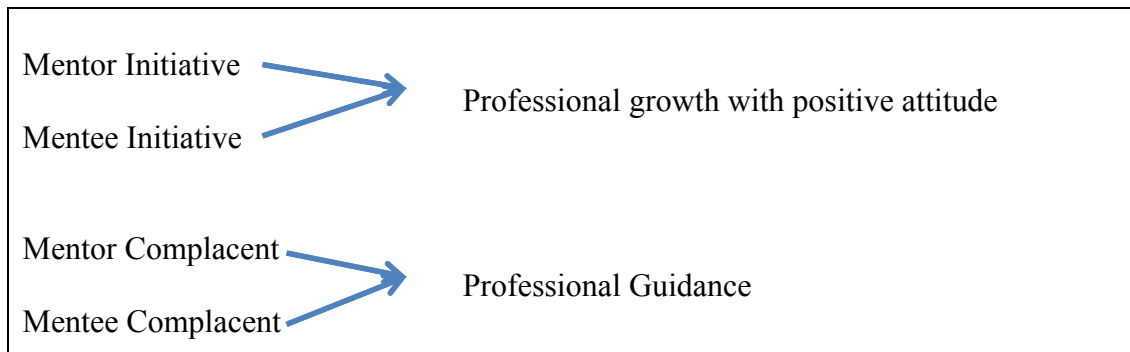 Mentor Initiative
Professional growth with positive attitude
Mentee Initiative
Mentor Complacent
Professional Guidance
Mentee Complacent